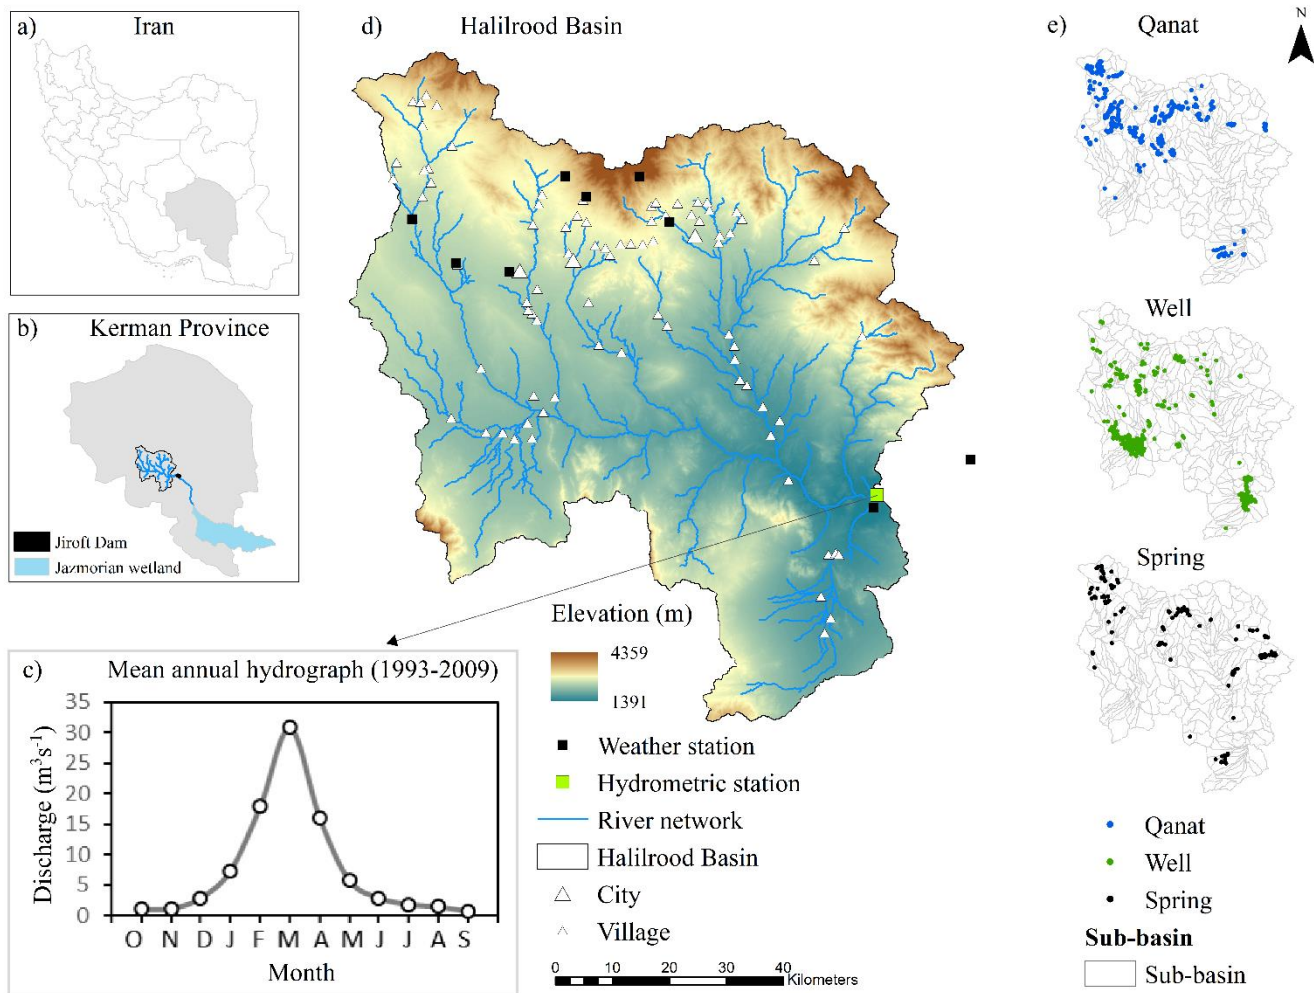 a)
Iran
b)
Kerman Province
Jiroft Dam
Jazmorian wetland
c)
Mean annual hydrograph (1993-2009)
Discharge (m³s⁻¹)
35
30
25
20
15
10
5
0
O N D J F M A M J J A S
Month
d)
Halilrood Basin
Elevation (m)
4359
1391
Weather station
Hydrometric station
River network
Halilrood Basin
City
Village
0 10 20 30 40
Kilometers
e)
N
Qanat
Well
Spring
Qanat
Well
Spring
Sub-basin
Sub-basin